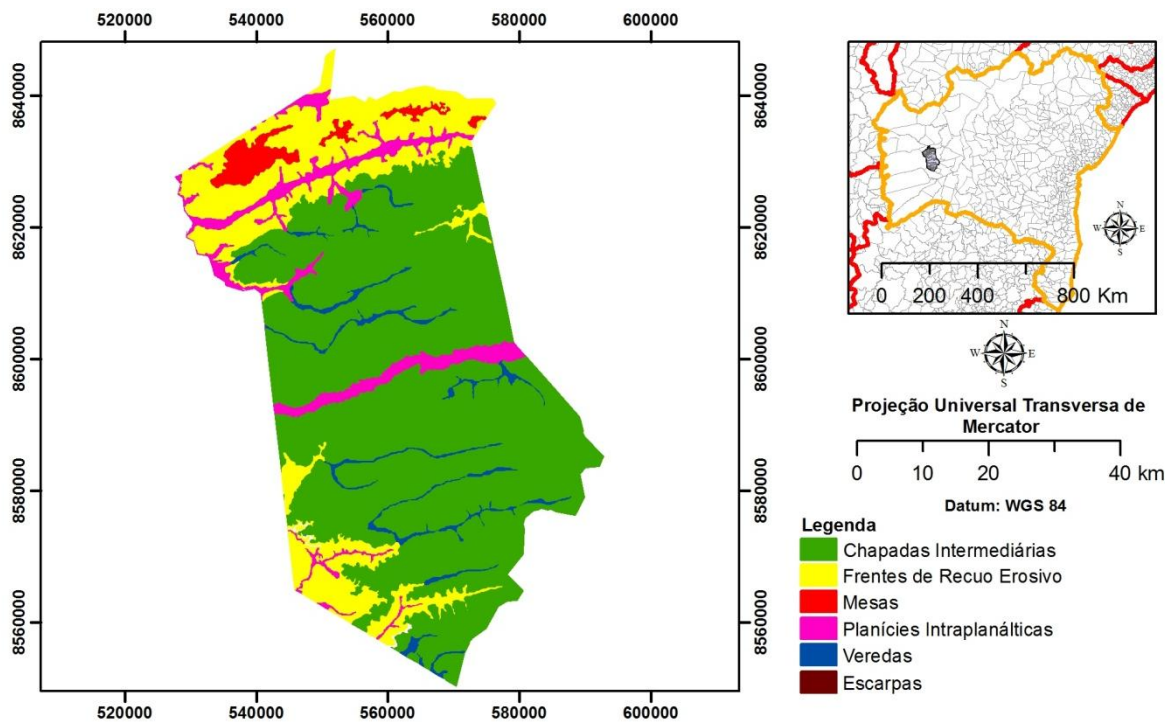 520000 540000 560000 580000 600000
8640000
8620000
8600000
8580000
8560000
8640000
8620000
8600000
8580000
8560000
520000 540000 560000 580000 600000
N
W E
S
0 200 400 800 Km
N
W E
S
Projeção Universal Transversa de
Mercator
0 10 20 40 km
Datum: WGS 84
Legenda
Chapadas Intermediárias
Frentes de Recuo Erosivo
Mesas
Planícies Intraplanálticas
Veredas
Escarpas